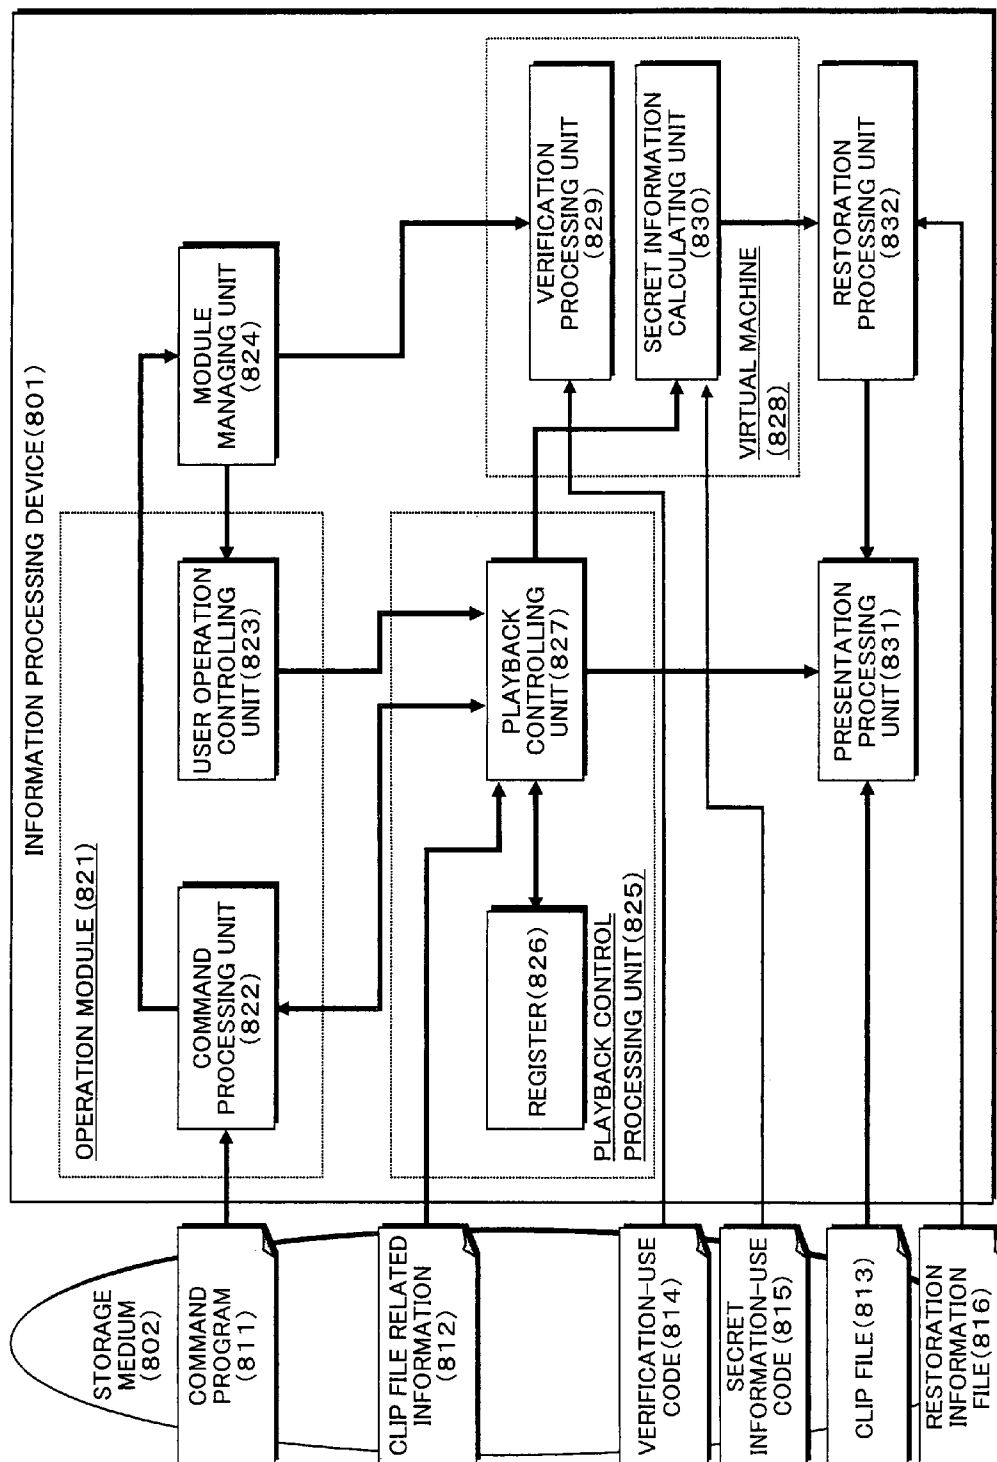 INFORMATION PROCESSING DEVICE(801)
STORAGE
MEDIUM
(802)
COMMAND
PROGRAM
(811)
CLIP FILE RELATED
INFORMATION
(812)
VERIFICATION-USE
CODE(814)
SECRET
INFORMATION-USE
CODE (815)
CLIP FILE(813)
RESTORATION
INFORMATION
FILE(816)
OPERATION MODULE(821)
COMMAND
PROCESSING UNIT
(822)
USER OPERATION
CONTROLLING
UNIT(823)
MODULE
MANAGING UNIT
(824)
REGISTER(826)
PLAYBACK CONTROL
PROCESSING UNIT(825)
PLAYBACK
CONTROLLING
UNIT(827)
VERIFICATION
PROCESSING UNIT
(829)
SECRET INFORMATION
CALCULATING UNIT
(830)
VIRTUAL MACHINE
(828)
PRESENTATION
PROCESSING
UNIT(831)
RESTORATION
PROCESSING UNIT
(832)